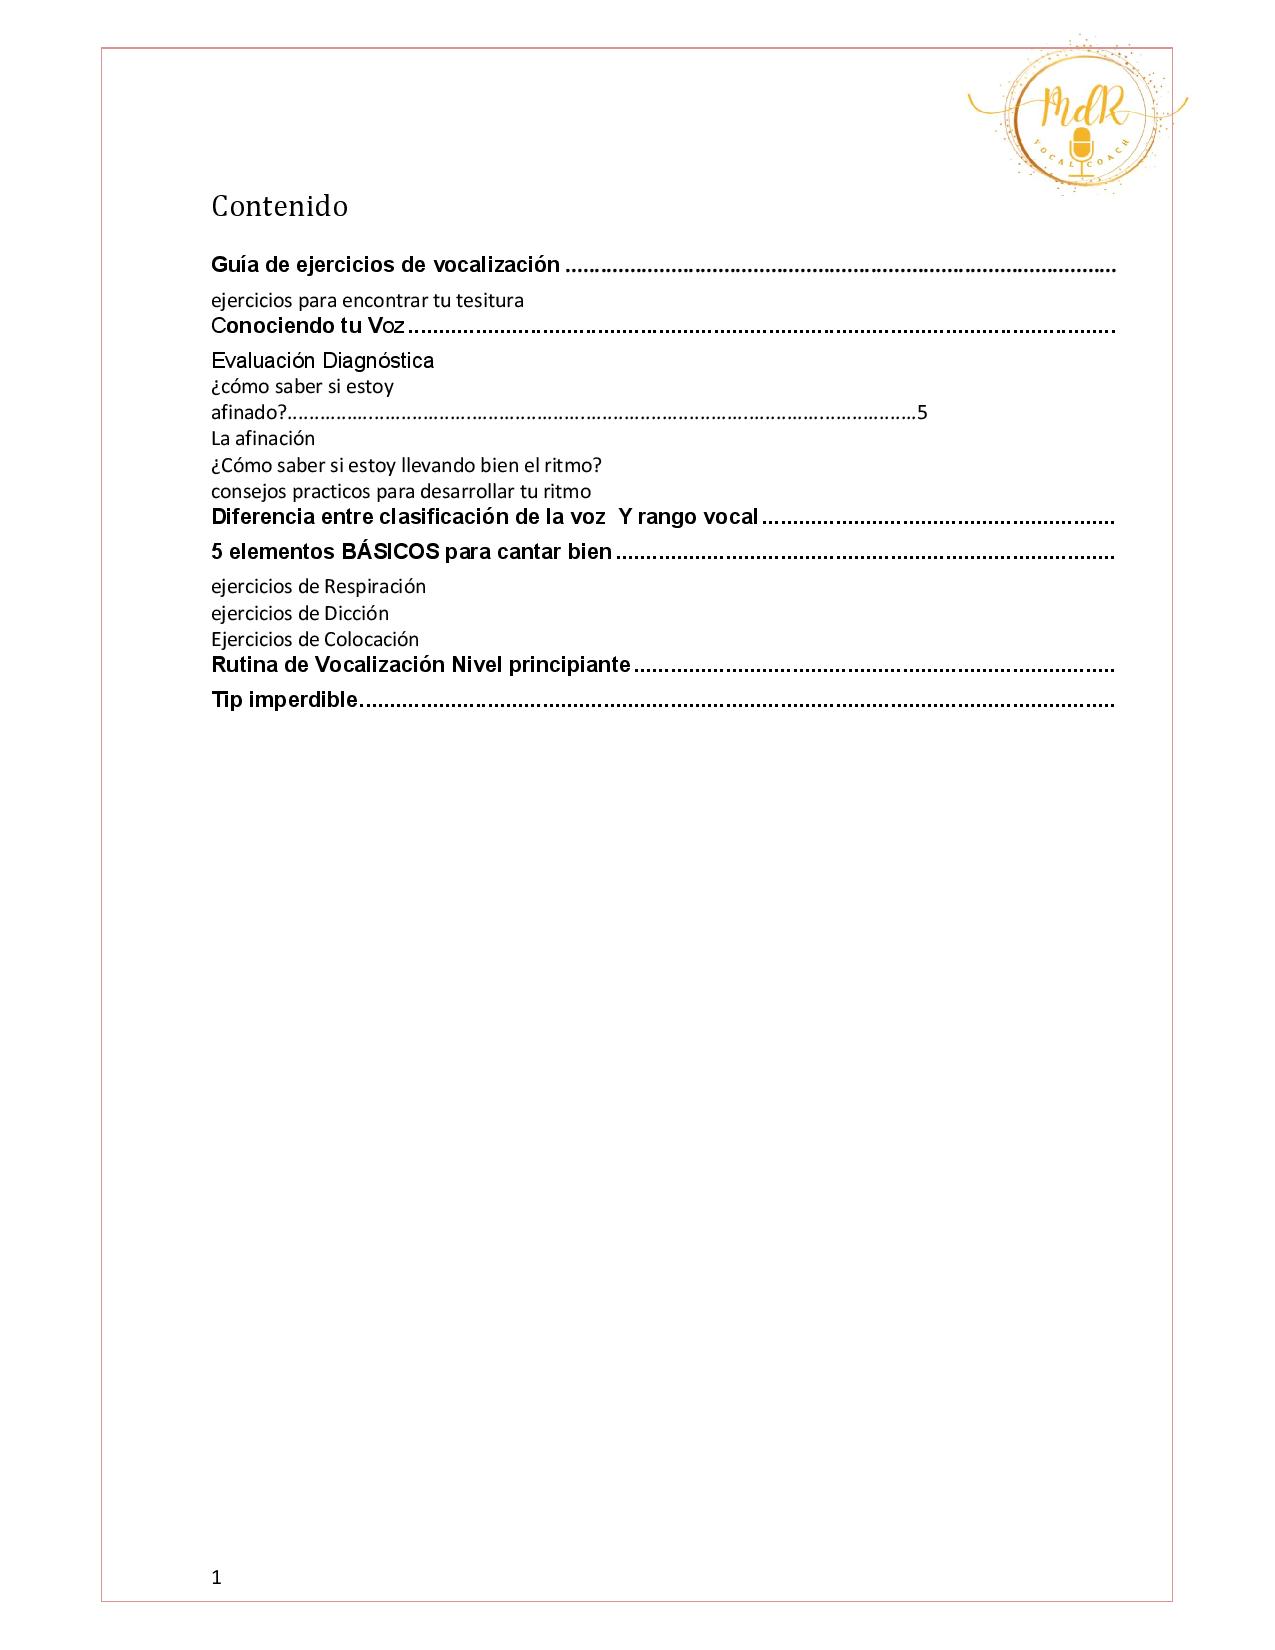 MdR
VOCAL COACH
Contenido
Guía de ejercicios de vocalización ............................................................................................
ejercicios para encontrar tu tesitura
Conociendo tu Voz ....................................................................................................................
Evaluación Diagnóstica
¿cómo saber si estoy
afinado?.....................................................................................................................5
La afinación
¿Cómo saber si estoy llevando bien el ritmo?
consejos practicos para desarrollar tu ritmo
Diferencia entre clasificación de la voz  Y rango vocal ..........................................................
5 elementos BÁSICOS para cantar bien ..................................................................................
ejercicios de Respiración
ejercicios de Dicción
Ejercicios de Colocación
Rutina de Vocalización Nivel principiante ...............................................................................
Tip imperdible............................................................................................................................
1